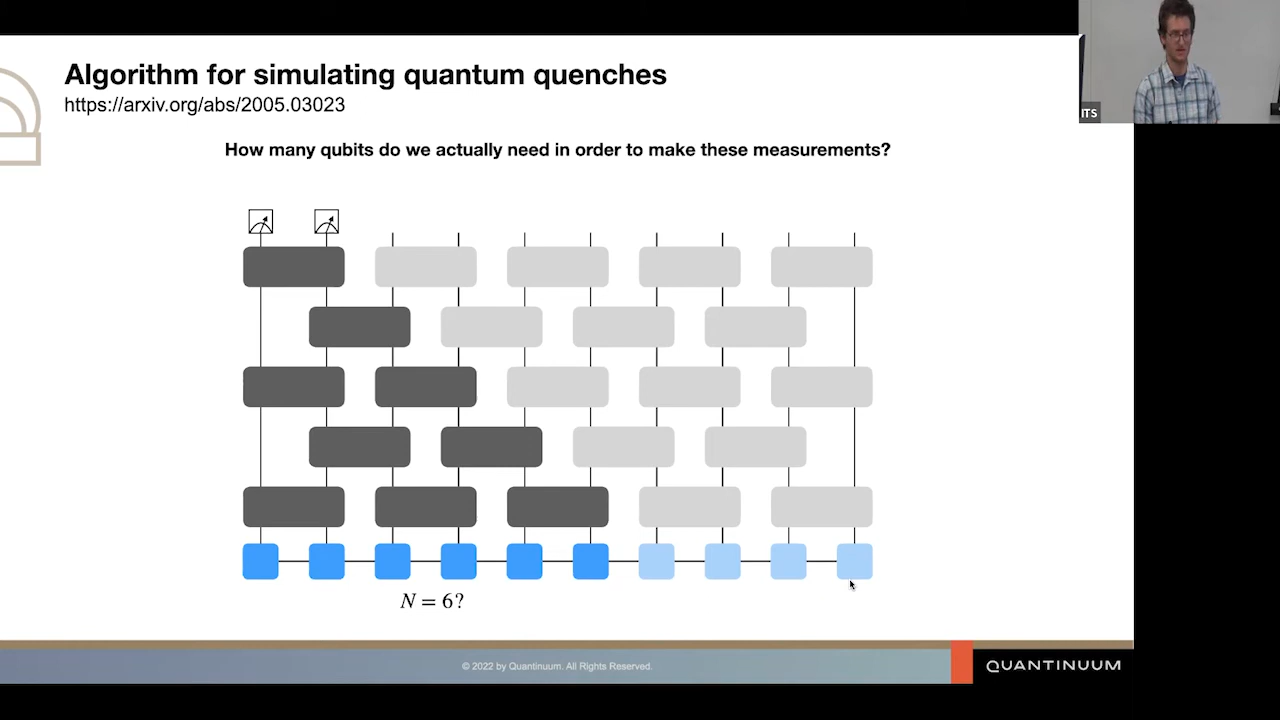 Algorithm for simulating quantum quenches
https://arxiv.org/abs/2005.03023
ITS
How many qubits do we actually need in order to make these measurements?
N = 6?
© 2022 by Quantinuum. All Rights Reserved.
QUANTINUUM